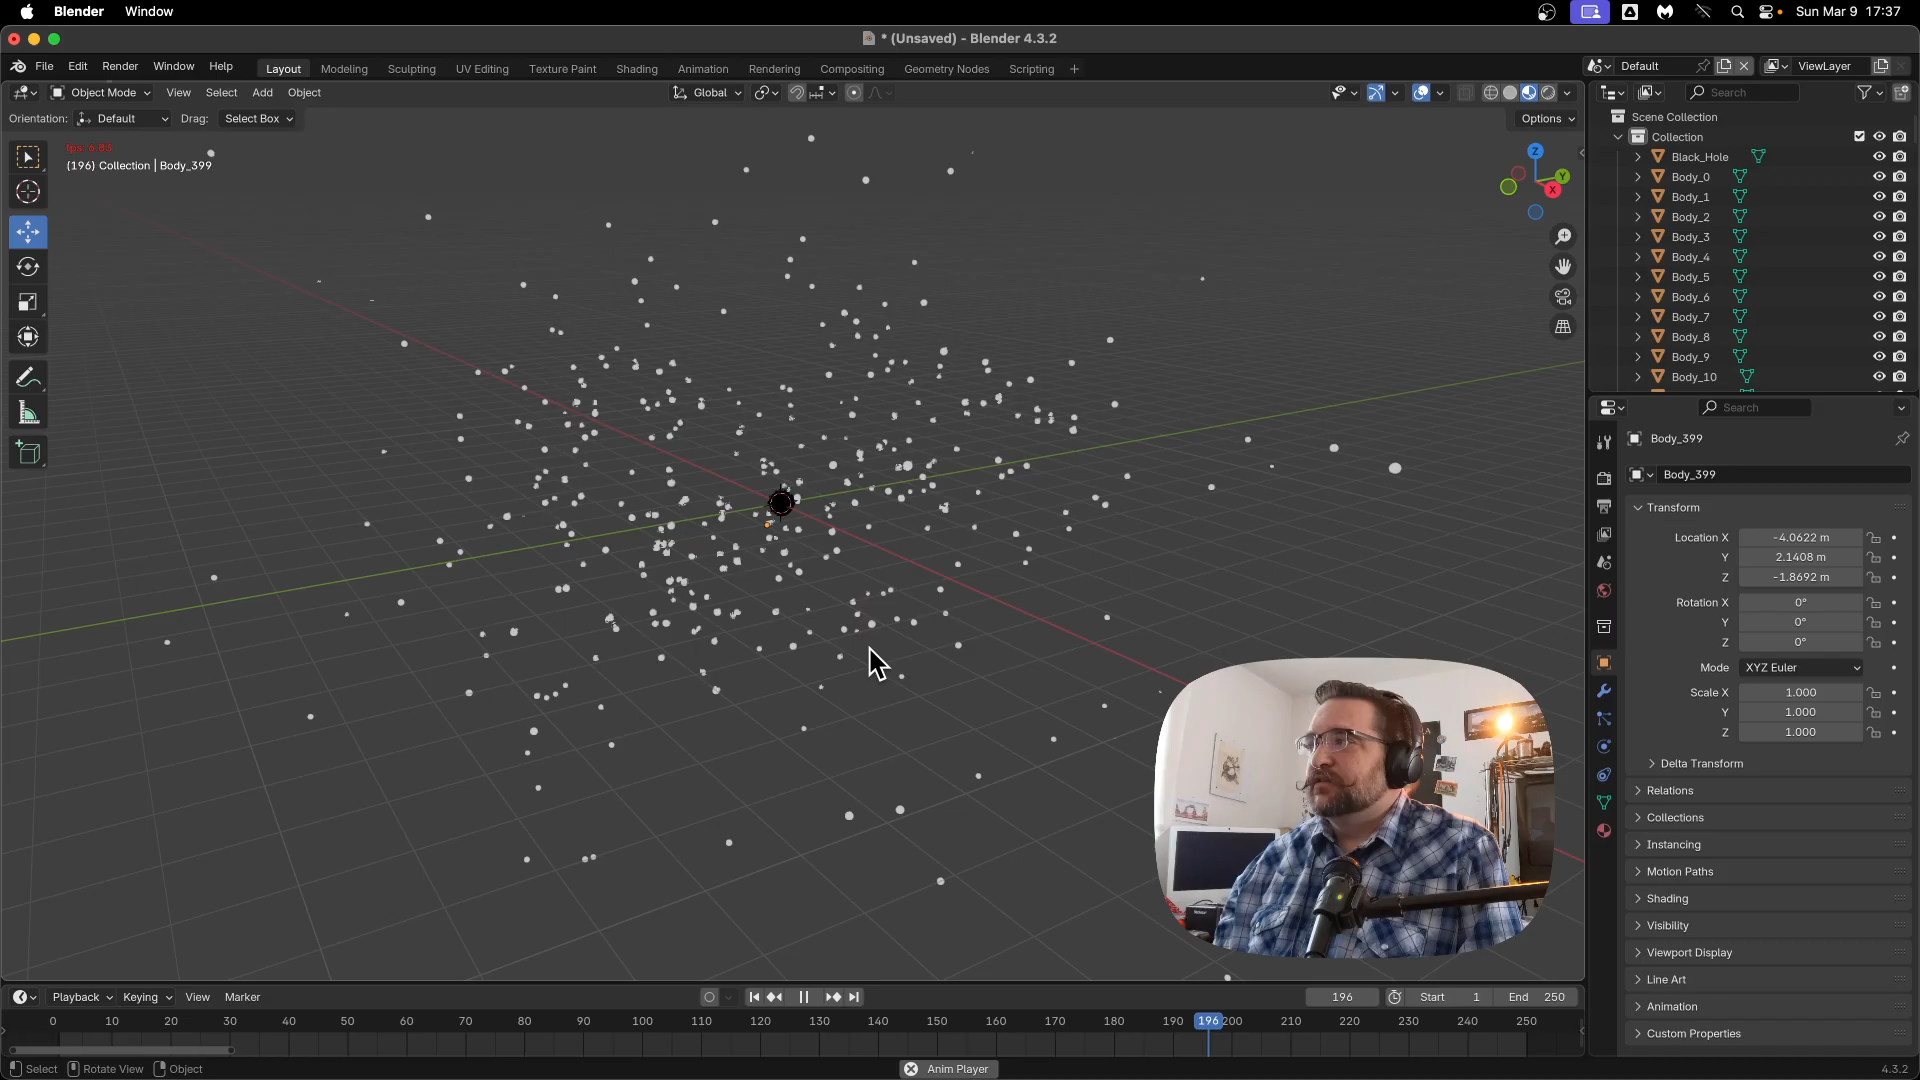 Blender Window
Sun Mar 9 17:37
* (Unsaved) - Blender 4.3.2
File Edit Render Window Help
Layout Modeling Sculpting UV Editing Texture Paint Shading Animation Rendering Compositing Geometry Nodes Scripting +
Default
ViewLayer
Object Mode View Select Add Object
Global
Search
Orientation: Default Drag: Select Box
Options
fps: 6.83
(196) Collection | Body_399
Z
Y
X
Scene Collection
Collection
Black_Hole
Body_0
Body_1
Body_2
Body_3
Body_4
Body_5
Body_6
Body_7
Body_8
Body_9
Body_10
Search
Body_399
Body_399
Transform
Location X -4.0622 m
Y 2.1408 m
Z -1.8692 m
Rotation X 0°
Y 0°
Z 0°
Mode XYZ Euler
Scale X 1.000
Y 1.000
Z 1.000
Delta Transform
Relations
Collections
Instancing
Motion Paths
Shading
Visibility
Viewport Display
Line Art
Animation
Custom Properties
Playback Keying View Marker
196
Start 1 End 250
0 10 20 30 40 50 60 70 80 90 100 110 120 130 140 150 160 170 180 190 196 200 210 220 230 240 250
Select Rotate View Object
Anim Player
4.3.2